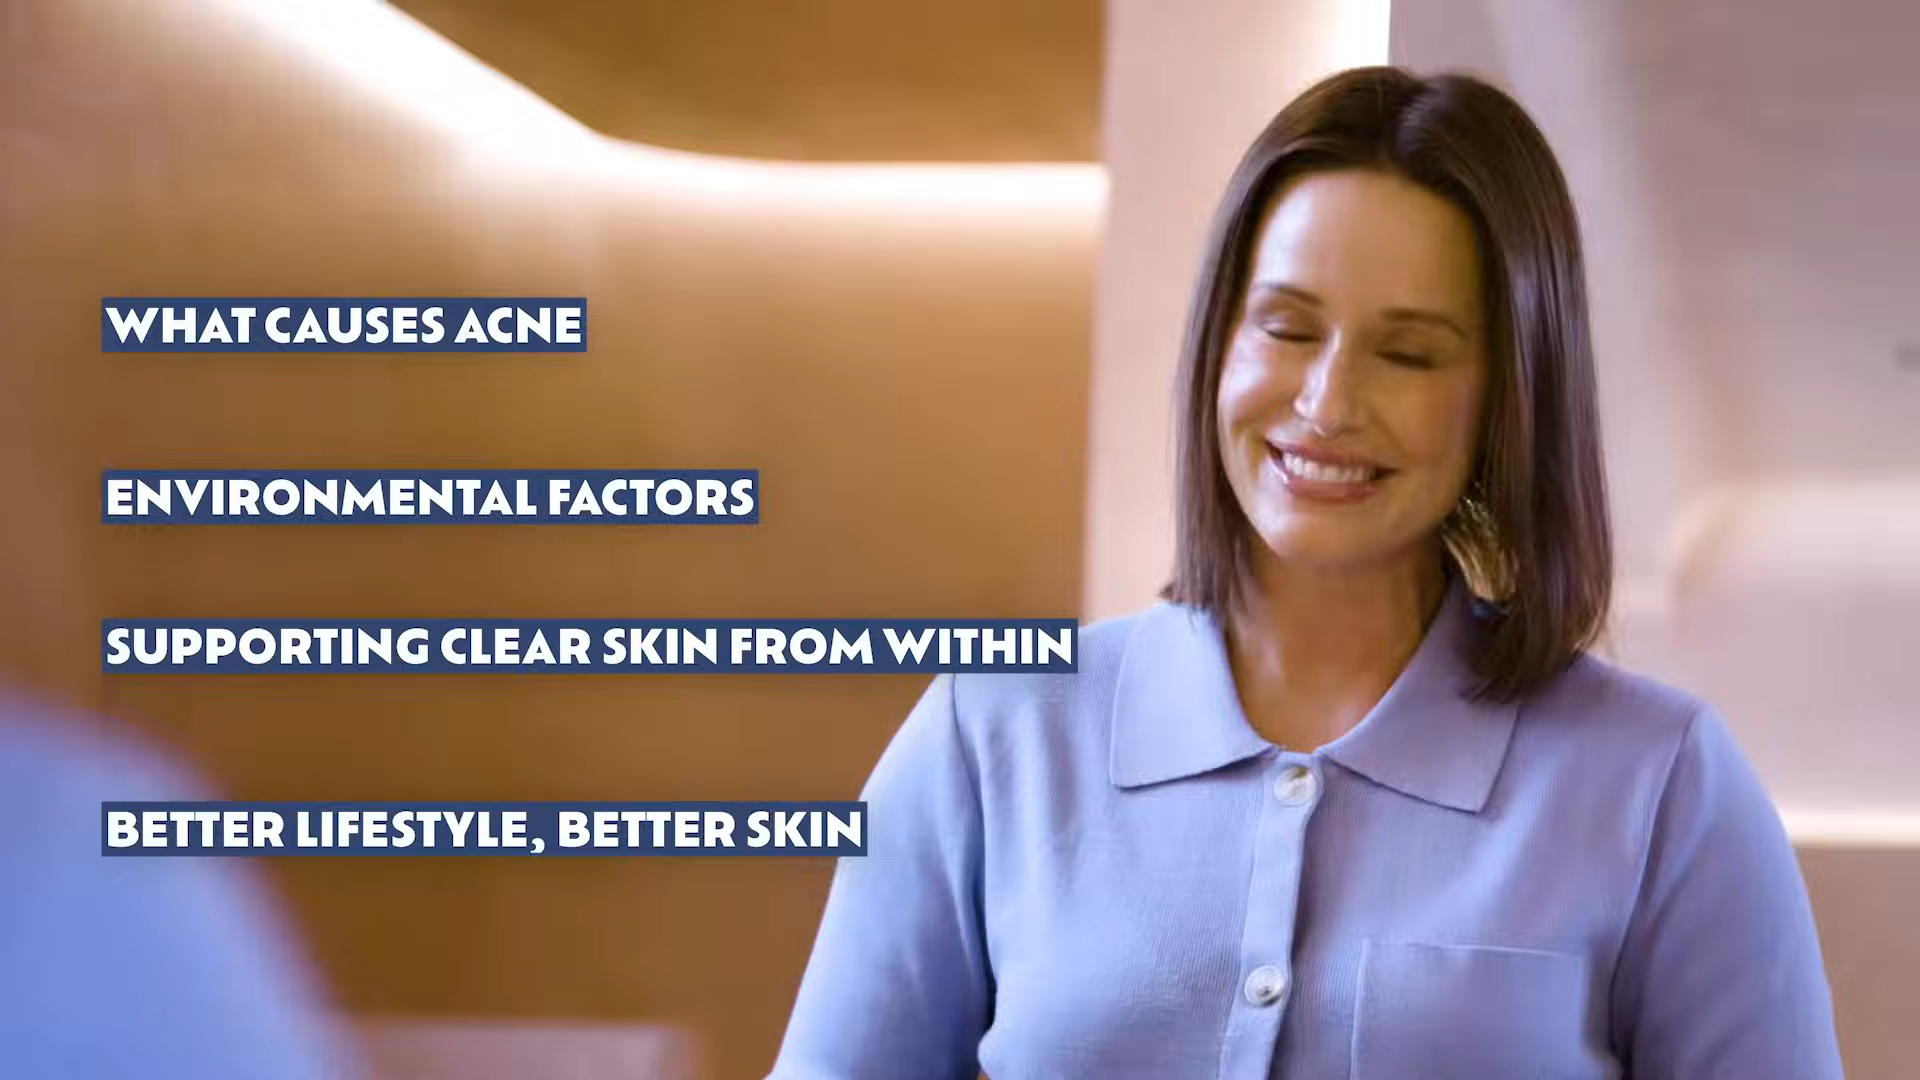 WHAT CAUSES ACNE
ENVIRONMENTAL FACTORS
SUPPORTING CLEAR SKIN FROM WITHIN
BETTER LIFESTYLE, BETTER SKIN